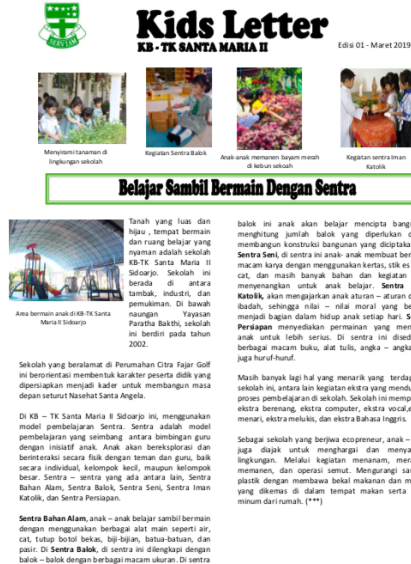 SERVIAM
Kids Letter
KB - TK SANTA MARIA II
Edisi 01 - Maret 2019
Menyirami tanaman di
lingkungan sekolah
Kegiatan Sentra Balok
Anak-anak memanen bayam merah
di kebun sekoah
Kegiatan sentra Iman
Katolik
Belajar Sambil Bermain Dengan Sentra
Area bermain anak di KB-TK Santa
Maria II Sidoarjo
Tanah yang luas dan
hijau , tempat bermain
dan ruang belajar yang
nyaman adalah sekolah
KB-TK Santa Maria II
Sidoarjo. Sekolah ini
berada di antara
tambak, industri, dan
pemukiman. Di bawah
naungan Yayasan
Paratha Bakthi, sekolah
ini berdiri pada tahun
2002.
Sekolah yang beralamat di Perumahan Citra Fajar Golf
ini berorientasi membentuk karakter peserta didik yang
dipersiapkan menjadi kader untuk membangun masa
depan seturut Nasehat Santa Angela.
Di KB – TK Santa Maria II Sidoarjo ini, menggunakan
model pembelajaran Sentra. Sentra adalah model
pembelajaran yang seimbang antara bimbingan guru
dengan inisiatif anak. Anak akan bereksplorasi dan
berinteraksi secara fisik dengan teman dan guru, baik
secara individual, kelompok kecil, maupun kelompok
besar. Sentra – sentra yang ada antara lain, Sentra
Bahan Alam, Sentra Balok, Sentra Seni, Sentra Iman
Katolik, dan Sentra Persiapan.
Sentra Bahan Alam, anak – anak belajar sambil bermain
dengan menggunakan berbagai alat main seperti air,
cat, tutup botol bekas, biji-bijian, batua-batuan, dan
pasir. Di Sentra Balok, di sentra ini dilengkapi dengan
balok – balok dengan berbagai macam ukuran. Di sentra
balok ini anak akan belajar mencipta bang
menghitung jumlah balok yang diperlukan d
membangun konstruksi bangunan yang diciptaka
Sentra Seni, di sentra ini anak- anak membuat ber
macam karya dengan menggunakan kertas, stik es
cat, dan masih banyak bahan dan kegiatan
menyenangkan untuk anak belajar. Sentra
Katolik, akan mengajarkan anak aturan – aturan d
ibadah, sehingga nilai – nilai moral yang be
menjadi bagian dalam hidup anak setiap hari. S
Persiapan menyediakan permainan yang men
anak untuk lebih serius. Di sentra ini disedi
berbagai macam buku, alat tulis, angka – angka
juga huruf-huruf.
Masih banyak lagi hal yang menarik yang terdap
sekolah ini, antara lain kegiatan ekstra yang mendu
proses pembelajaran di sekolah. Sekolah ini memp
ekstra berenang, ekstra computer, ekstra vocal,e
menari, ekstra melukis, dan ekstra Bahasa Inggris.
Sebagai sekolah yang berjiwa ecopreneur, anak –
juga diajak untuk menghargai dan menya
lingkungan. Melalui kegiatan menanam, mer
memanen, dan operasi semut. Mengurangi sa
plastik dengan membawa bekal makanan dan m
yang dikemas di dalam tempat makan serta
minum dari rumah. (***)